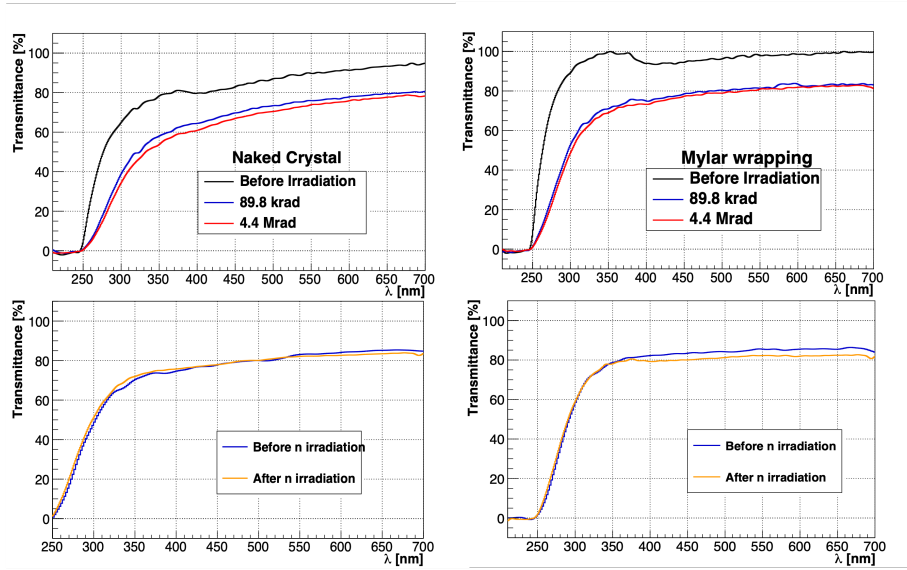 Transmittance [%]
100
80
60
40
20
0
Naked Crystal
Before Irradiation
89.8 krad
4.4 Mrad
250 300 350 400 450 500 550 600 650 700
λ [nm]
Transmittance [%]
100
80
60
40
20
0
Mylar wrapping
Before Irradiation
89.8 krad
4.4 Mrad
250 300 350 400 450 500 550 600 650 700
λ [nm]
Transmittance [%]
100
80
60
40
20
0
Before n irradiation
After n irradiation
250 300 350 400 450 500 550 600 650 700
λ [nm]
Transmittance [%]
100
80
60
40
20
0
Before n irradiation
After n irradiation
250 300 350 400 450 500 550 600 650 700
λ [nm]